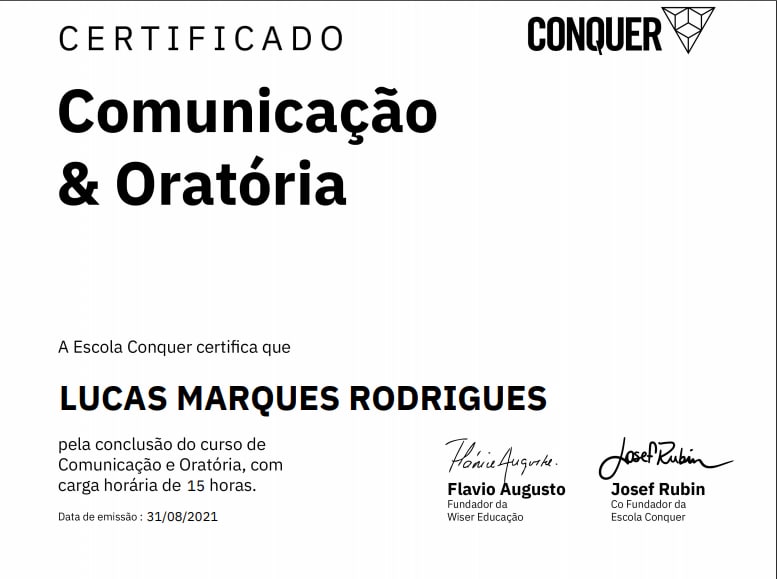 CERTIFICADO
CONQUER
Comunicação
& Oratória
A Escola Conquer certifica que
LUCAS MARQUES RODRIGUES
pela conclusão do curso de
Comunicação e Oratória, com
carga horária de 15 horas.
Data de emissão : 31/08/2021
Flávio Augusto.
Flavio Augusto
Fundador da
Wiser Educação
Josef Rubin
Josef Rubin
Co Fundador da
Escola Conquer